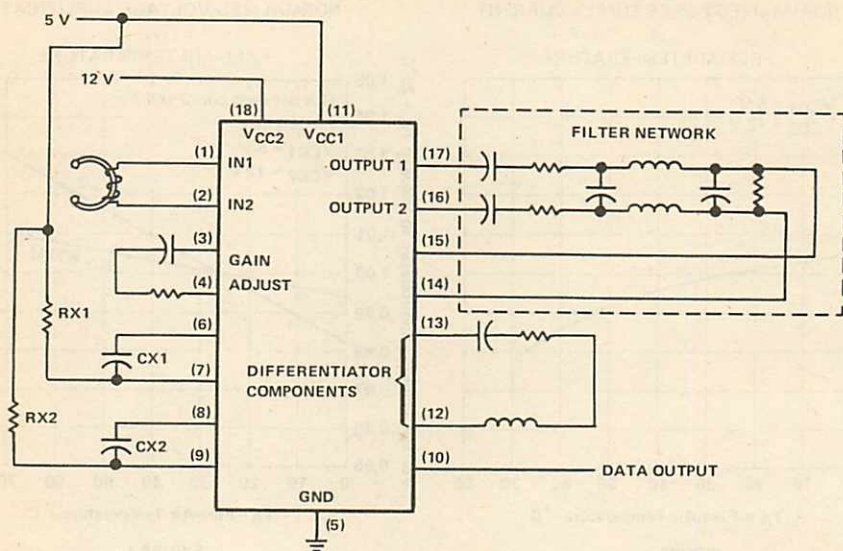 5 V
12 V
(18) (11)
VCC2 VCC1
FILTER NETWORK
(1) IN1 OUTPUT 1 (17)
(2) IN2 OUTPUT 2 (16)
(3) (15)
GAIN
ADJUST
(4) (14)
RX1
(6) (13)
CX1
(7) DIFFERENTIATOR
COMPONENTS
RX2
(8) (12)
CX2
(9) (10) DATA OUTPUT
GND
(5)